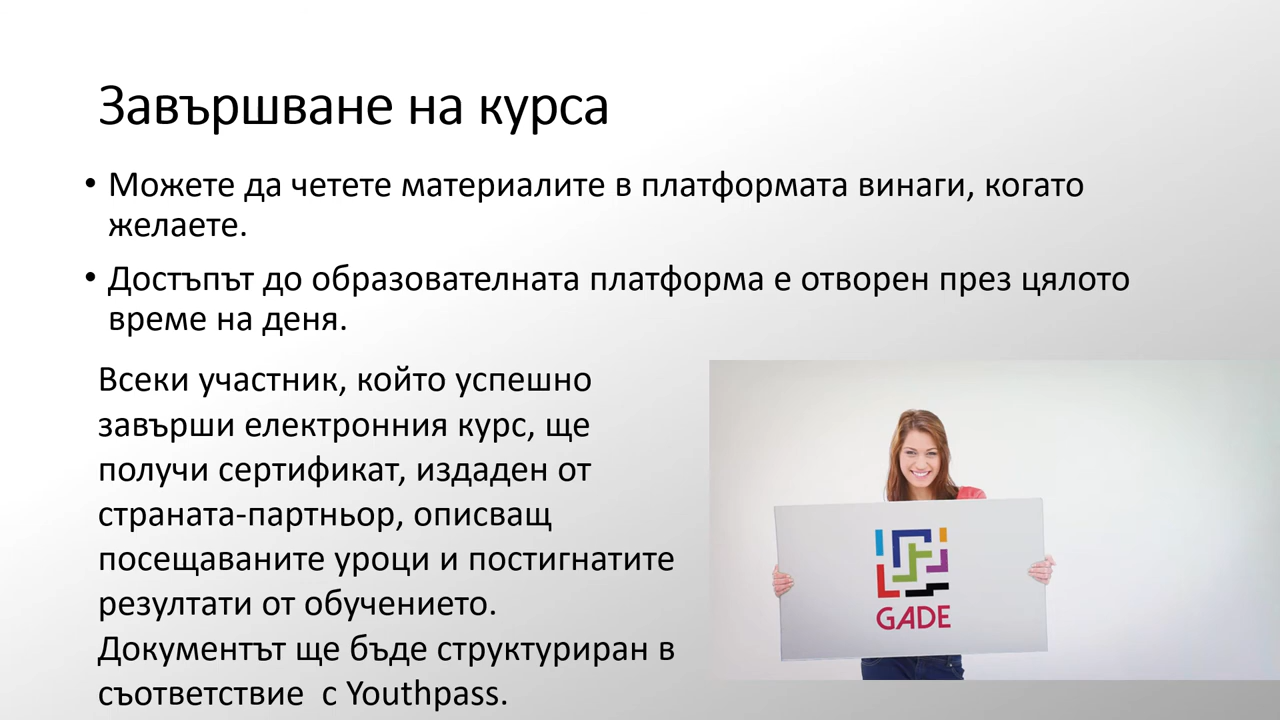 Завършване на курса
• Можете да четете материалите в платформата винаги, когато
желаете.
• Достъпът до образователната платформа е отворен през цялото
време на деня.
Всеки участник, който успешно
завърши електронния курс, ще
получи сертификат, издаден от
страната-партньор, описващ
посещаваните уроци и постигнатите
резултати от обучението.
Документът ще бъде структуриран в
съответствие  с Youthpass.
GADE